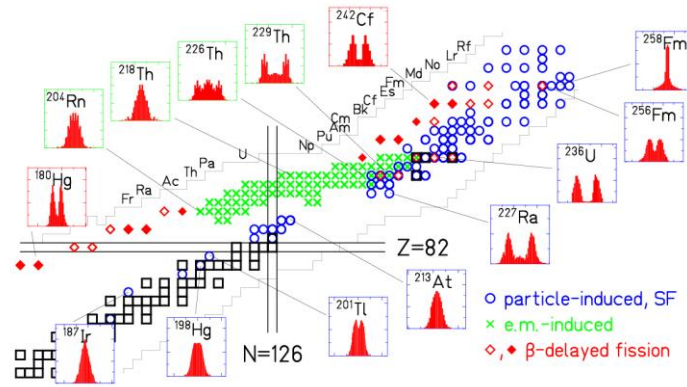 ²⁴²Cf
²²⁹Th
²²⁶Th
²¹⁸Th
²⁰⁴Rn
¹⁸⁰Hg
²⁵⁸Fm
²⁵⁶Fm
²³⁶U
²²⁷Ra
²¹³At
²⁰¹Tl
¹⁹⁸Hg
¹⁸⁷Ir
Fr Ra Ac Th Pa U Np Pu Am Cm Bk Cf Es Fm Md No Lr Rf
Z=82
N=126
particle-induced, SF
e.m.-induced
, β-delayed fission